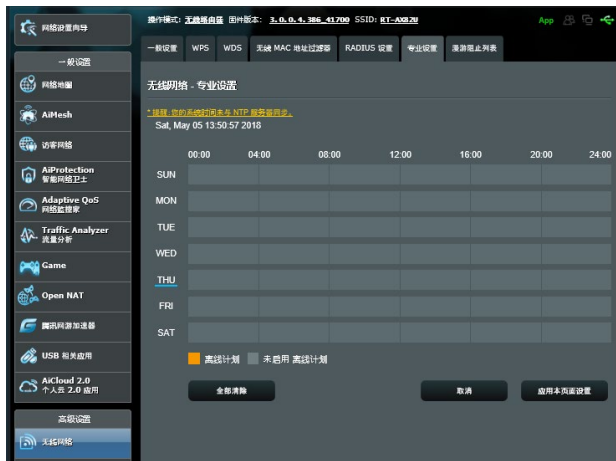 网络设置向导
操作模式: 无线路由器 固件版本: 3.0.0.4.386_41700 SSID: RT-AX82U
App
一般设置 WPS WDS 无线 MAC 地址过滤器 RADIUS 设置 专业设置 漫游阻止列表
一般设置
网络地图
AiMesh
访客网络
AiProtection
智能网络卫士
Adaptive QoS
网络监控家
Traffic Analyzer
流量分析
Game
Open NAT
腾讯网游加速器
USB 相关应用
AiCloud 2.0
个人云 2.0 应用
高级设置
无线网络
无线网络 - 专业设置
*提醒:您的系统时间未与 NTP 服务器同步。
Sat, May 05 13:50:57 2018
00:00 04:00 08:00 12:00 16:00 20:00 24:00
SUN
MON
TUE
WED
THU
FRI
SAT
离线计划 未启用 离线计划
全部清除 取消 应用本页面设置